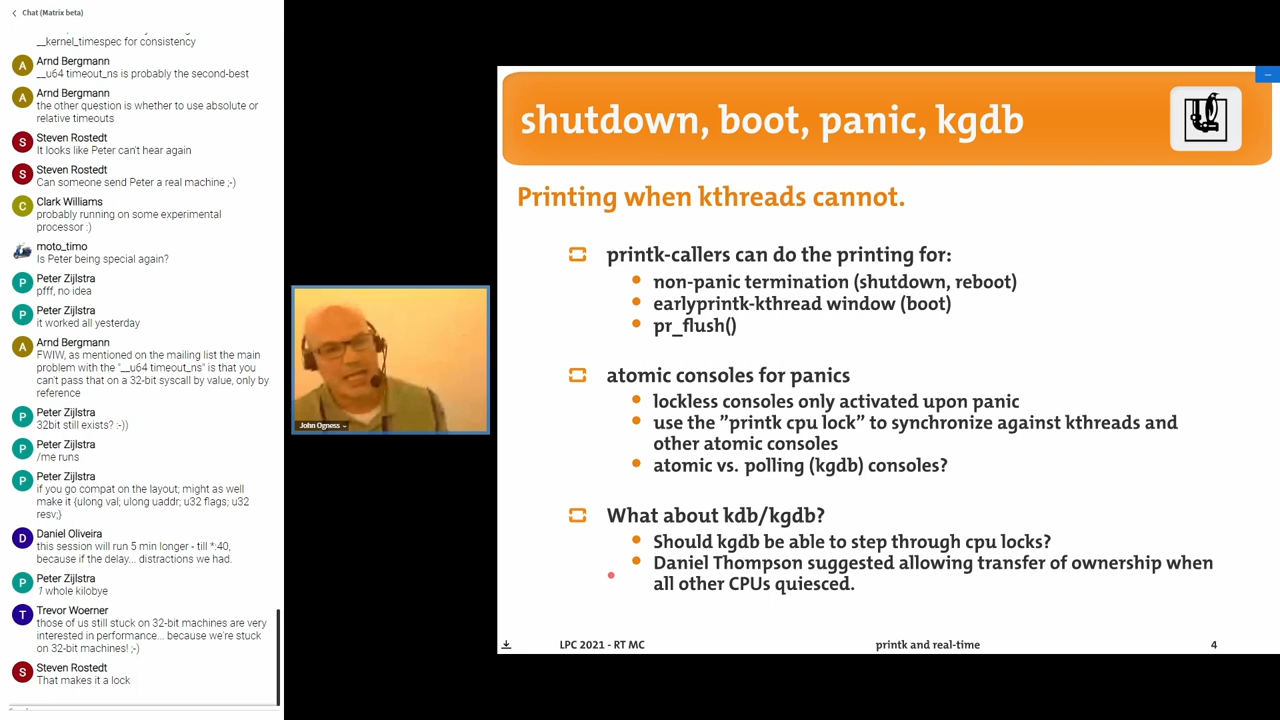 Chat (Matrix beta)
__kernel_timespec for consistency
Arnd Bergmann
__u64 timeout_ns is probably the second-best
Arnd Bergmann
the other question is whether to use absolute or
relative timeouts
Steven Rostedt
It looks like Peter can't hear again
Steven Rostedt
Can someone send Peter a real machine ;-)
Clark Williams
probably running on some experimental
processor :)
moto_timo
Is Peter being special again?
Peter Zijlstra
pfff, no idea
Peter Zijlstra
it worked all yesterday
Arnd Bergmann
FWIW, as mentioned on the mailing list the main
problem with the "__u64 timeout_ns" is that you
can't pass that on a 32-bit syscall by value, only by
reference
Peter Zijlstra
32bit still exists? :-))
Peter Zijlstra
/me runs
Peter Zijlstra
if you go compat on the layout; might as well
make it {ulong val; ulong uaddr; u32 flags; u32
resv;}
Daniel Oliveira
this session will run 5 min longer - till *:40,
because if the delay... distractions we had.
Peter Zijlstra
1 whole kilobye
Trevor Woerner
those of us still stuck on 32-bit machines are very
interested in performance... because we're stuck
on 32-bit machines! ;-)
Steven Rostedt
That makes it a lock
John Ogness
shutdown, boot, panic, kgdb
Printing when kthreads cannot.
printk-callers can do the printing for:
non-panic termination (shutdown, reboot)
earlyprintk-kthread window (boot)
pr_flush()
atomic consoles for panics
lockless consoles only activated upon panic
use the ”printk cpu lock” to synchronize against kthreads and
other atomic consoles
atomic vs. polling (kgdb) consoles?
What about kdb/kgdb?
Should kgdb be able to step through cpu locks?
Daniel Thompson suggested allowing transfer of ownership when
all other CPUs quiesced.
LPC 2021 - RT MC
printk and real-time
4